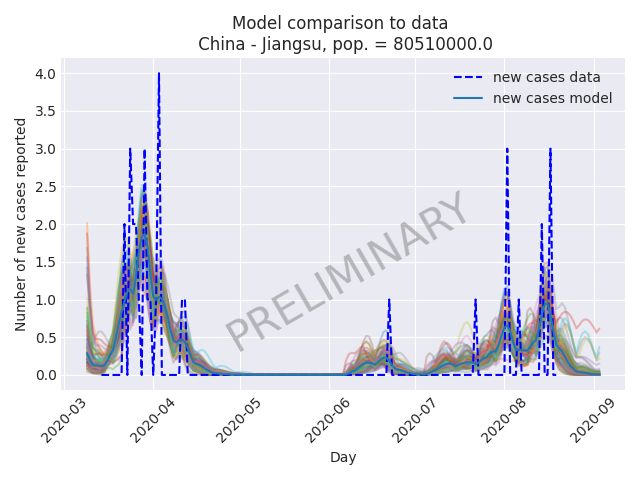 Model comparison to data
China - Jiangsu, pop. = 80510000.0
new cases data
new cases model
PRELIMINARY
Number of new cases reported
4.0
3.5
3.0
2.5
2.0
1.5
1.0
0.5
0.0
2020-03
2020-04
2020-05
2020-06
2020-07
2020-08
2020-09
Day